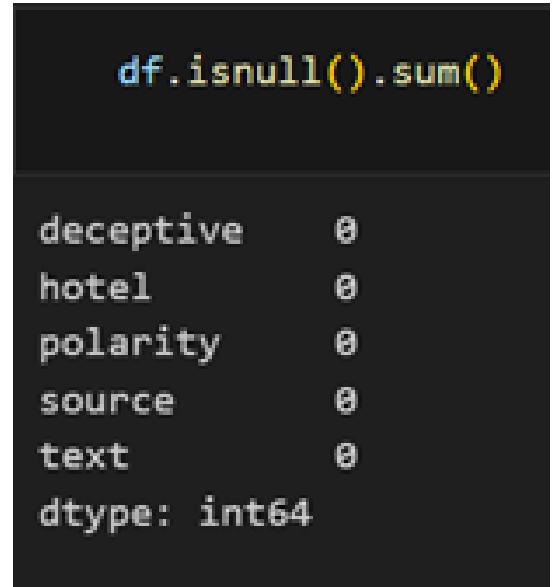 df.isnull().sum()
deceptive 0
hotel 0
polarity 0
source 0
text 0
dtype: int64